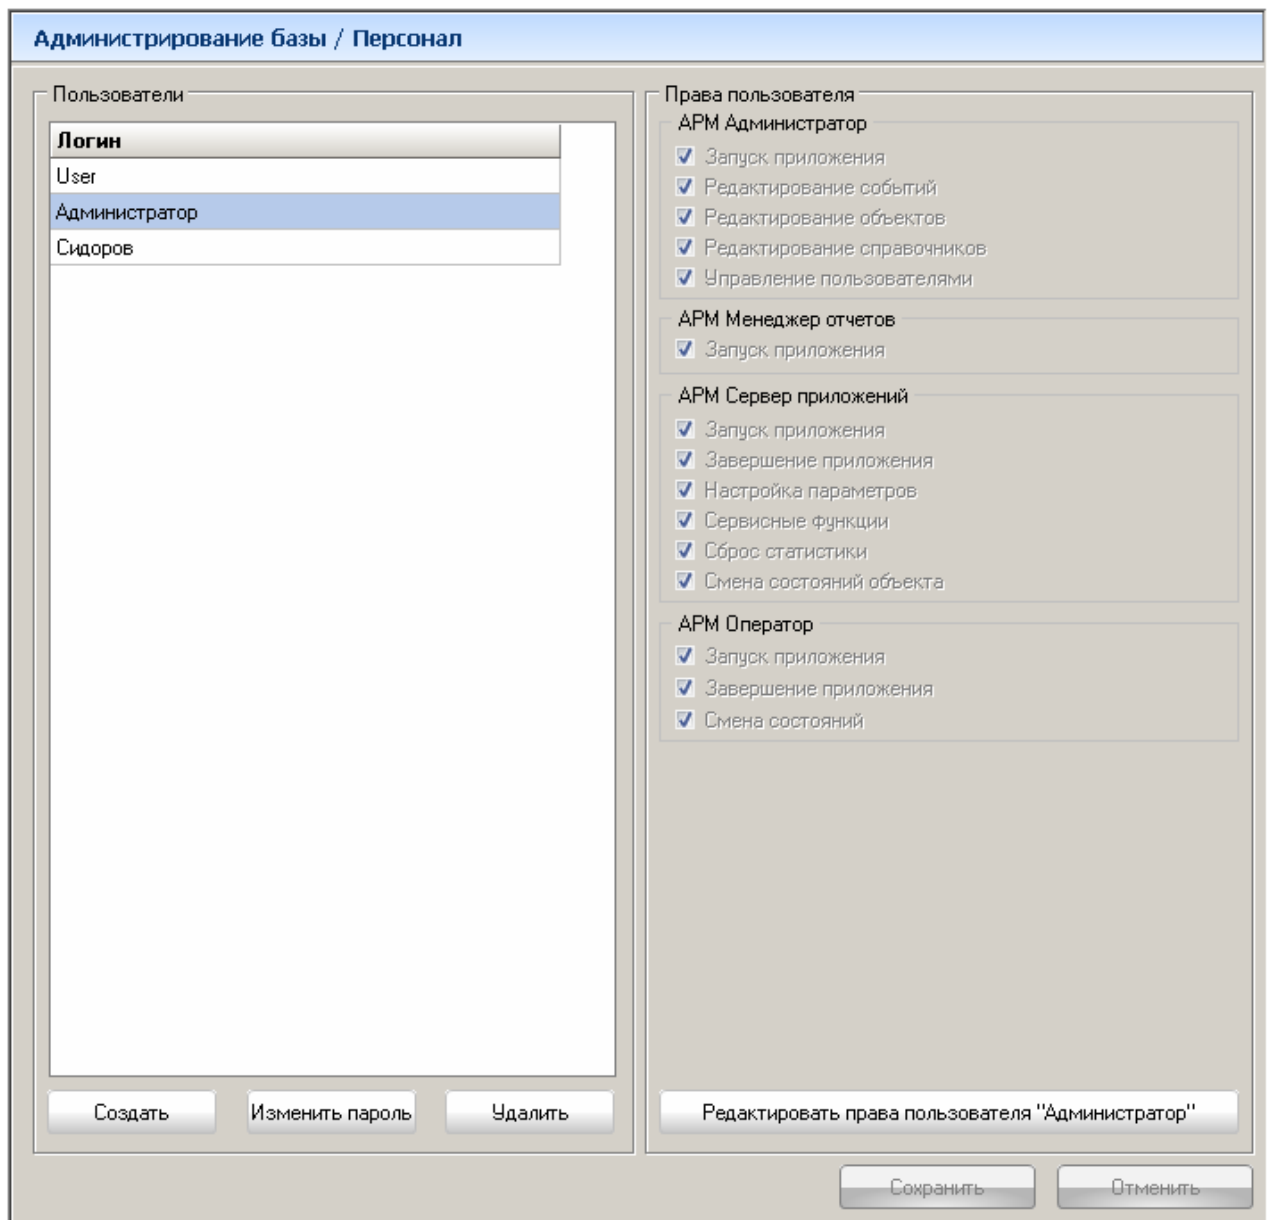 Администрирование базы / Персонал
Пользователи
Логин
User
Администратор
Сидоров
Создать
Изменить пароль
Удалить
Права пользователя
АРМ Администратор
Запуск приложения
Редактирование событий
Редактирование объектов
Редактирование справочников
Управление пользователями
АРМ Менеджер отчетов
Запуск приложения
АРМ Сервер приложений
Запуск приложения
Завершение приложения
Настройка параметров
Сервисные функции
Сброс статистики
Смена состояний объекта
АРМ Оператор
Запуск приложения
Завершение приложения
Смена состояний
Редактировать права пользователя "Администратор"
Сохранить
Отменить